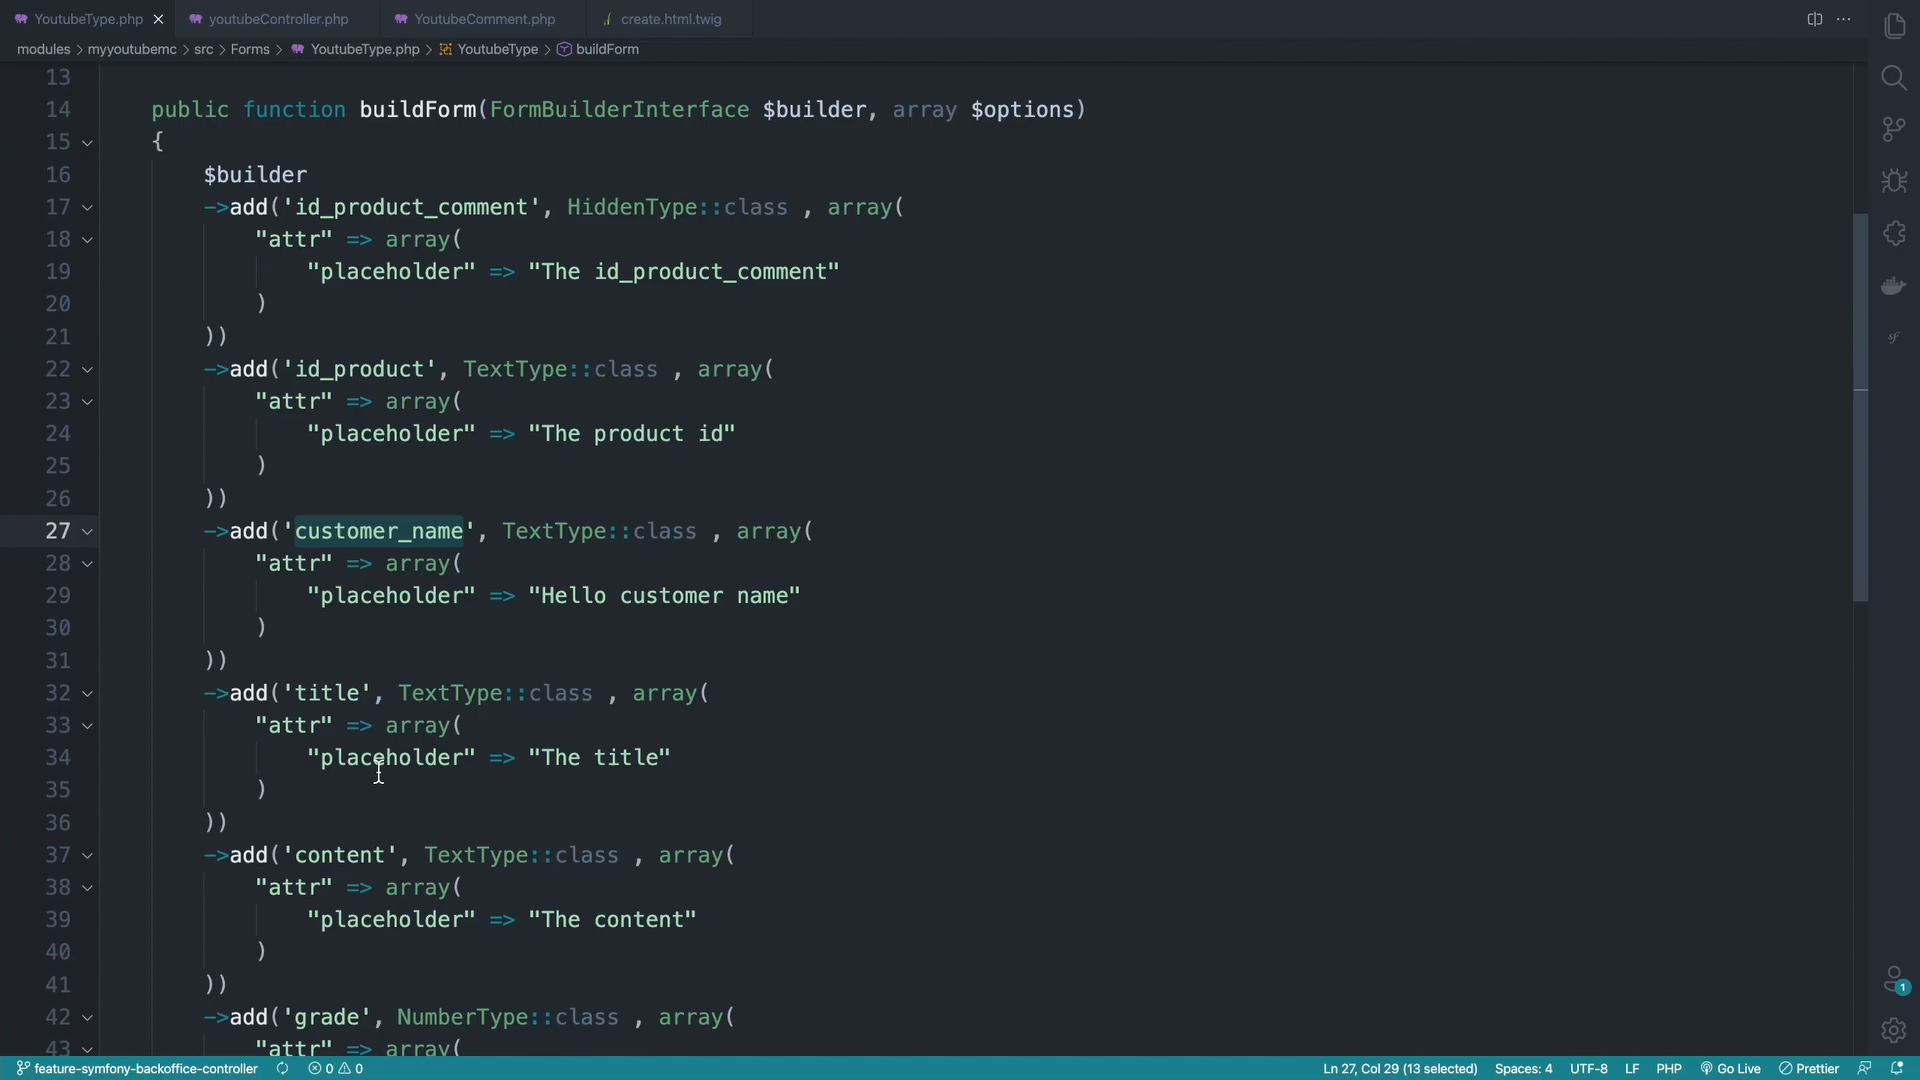 YoutubeType.php youtubeController.php YoutubeComment.php create.html.twig
modules > myyoutubemc > src > Forms > YoutubeType.php > YoutubeType > buildForm
13
14 public function buildForm(FormBuilderInterface $builder, array $options)
15 {
16 $builder
17 ->add('id_product_comment', HiddenType::class , array(
18 "attr" => array(
19 "placeholder" => "The id_product_comment"
20 )
21 ))
22 ->add('id_product', TextType::class , array(
23 "attr" => array(
24 "placeholder" => "The product id"
25 )
26 ))
27 ->add('customer_name', TextType::class , array(
28 "attr" => array(
29 "placeholder" => "Hello customer name"
30 )
31 ))
32 ->add('title', TextType::class , array(
33 "attr" => array(
34 "placeholder" => "The title"
35 )
36 ))
37 ->add('content', TextType::class , array(
38 "attr" => array(
39 "placeholder" => "The content"
40 )
41 ))
42 ->add('grade', NumberType::class , array(
43 "attr" => array(
1
feature-symfony-backoffice-controller 0 0 Ln 27, Col 29 (13 selected) Spaces: 4 UTF-8 LF PHP Go Live Prettier